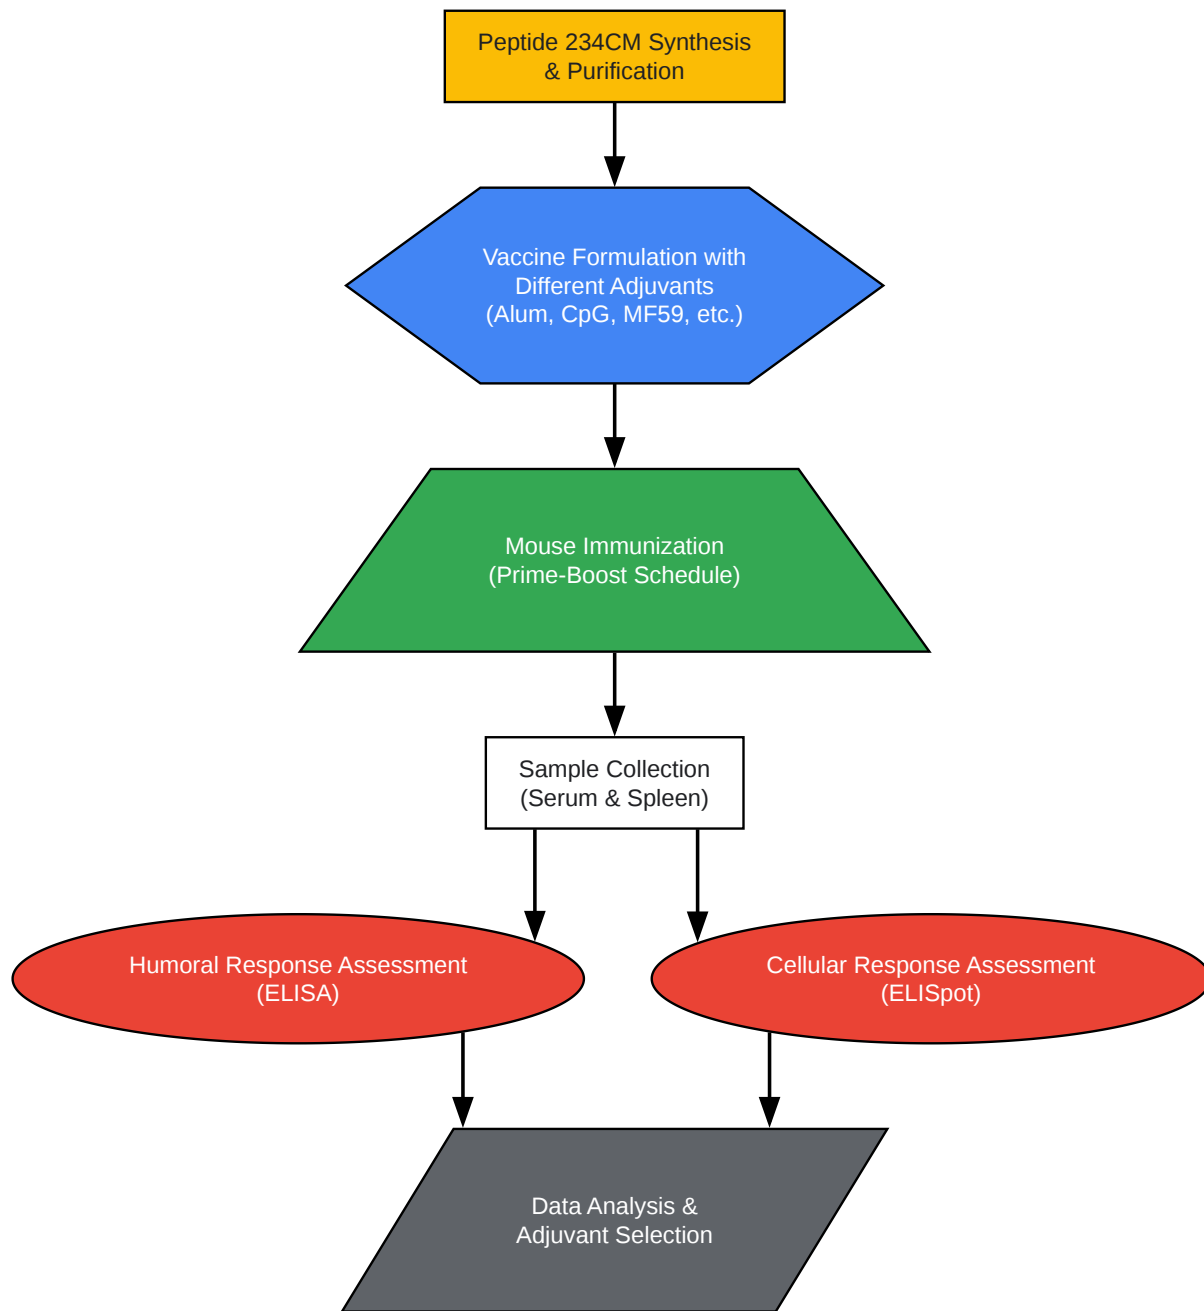 Peptide 234CM Synthesis
& Purification
Vaccine Formulation with
Different Adjuvants
(Alum, CpG, MF59, etc.)
Mouse Immunization
(Prime-Boost Schedule)
Sample Collection
(Serum & Spleen)
Humoral Response Assessment
(ELISA)
Cellular Response Assessment
(ELISpot)
Data Analysis &
Adjuvant Selection